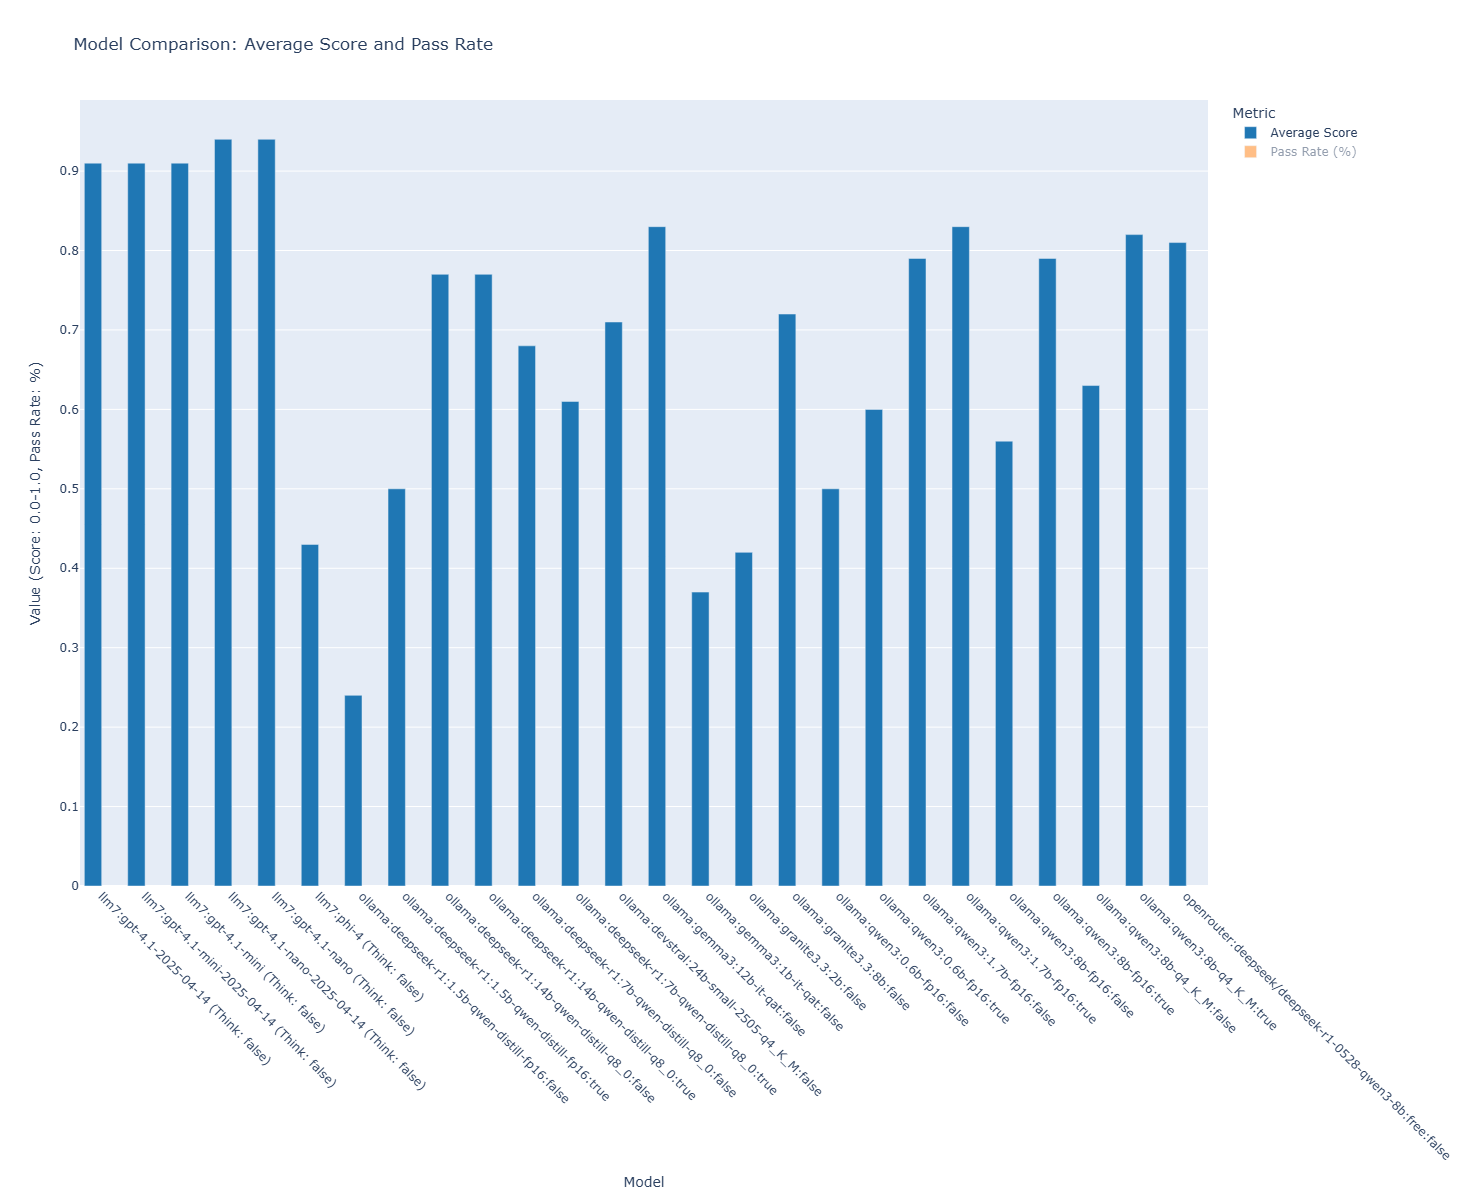 Model Comparison: Average Score and Pass Rate
Metric
Average Score
Pass Rate (%)
Value (Score: 0.0-1.0, Pass Rate: %)
0.9
0.8
0.7
0.6
0.5
0.4
0.3
0.2
0.1
0
llm7:gpt-4.1-2025-04-14 (Think: false)
llm7:gpt-4.1-mini-2025-04-14 (Think: false)
llm7:gpt-4.1-mini (Think: false)
llm7:gpt-4.1-nano-2025-04-14 (Think: false)
llm7:gpt-4.1-nano (Think: false)
llm7:phi-4 (Think: false)
ollama:deepseek-r1:1.5b-qwen-distill-fp16:false
ollama:deepseek-r1:1.5b-qwen-distill-fp16:true
ollama:deepseek-r1:14b-qwen-distill-q8_0:false
ollama:deepseek-r1:14b-qwen-distill-q8_0:true
ollama:deepseek-r1:7b-qwen-distill-q8_0:false
ollama:deepseek-r1:7b-qwen-distill-q8_0:true
ollama:devstral:24b-small-2505-q4_K_M:false
ollama:gemma3:12b-it-qat:false
ollama:gemma3:1b-it-qat:false
ollama:granite3.3:2b:false
ollama:granite3.3:8b:false
ollama:qwen3:0.6b-fp16:false
ollama:qwen3:0.6b-fp16:true
ollama:qwen3:1.7b-fp16:false
ollama:qwen3:1.7b-fp16:true
ollama:qwen3:8b-fp16:false
ollama:qwen3:8b-fp16:true
ollama:qwen3:8b-q4_K_M:false
ollama:qwen3:8b-q4_K_M:true
openrouter:deepseek/deepseek-r1-0528-qwen3-8b:free:false
Model